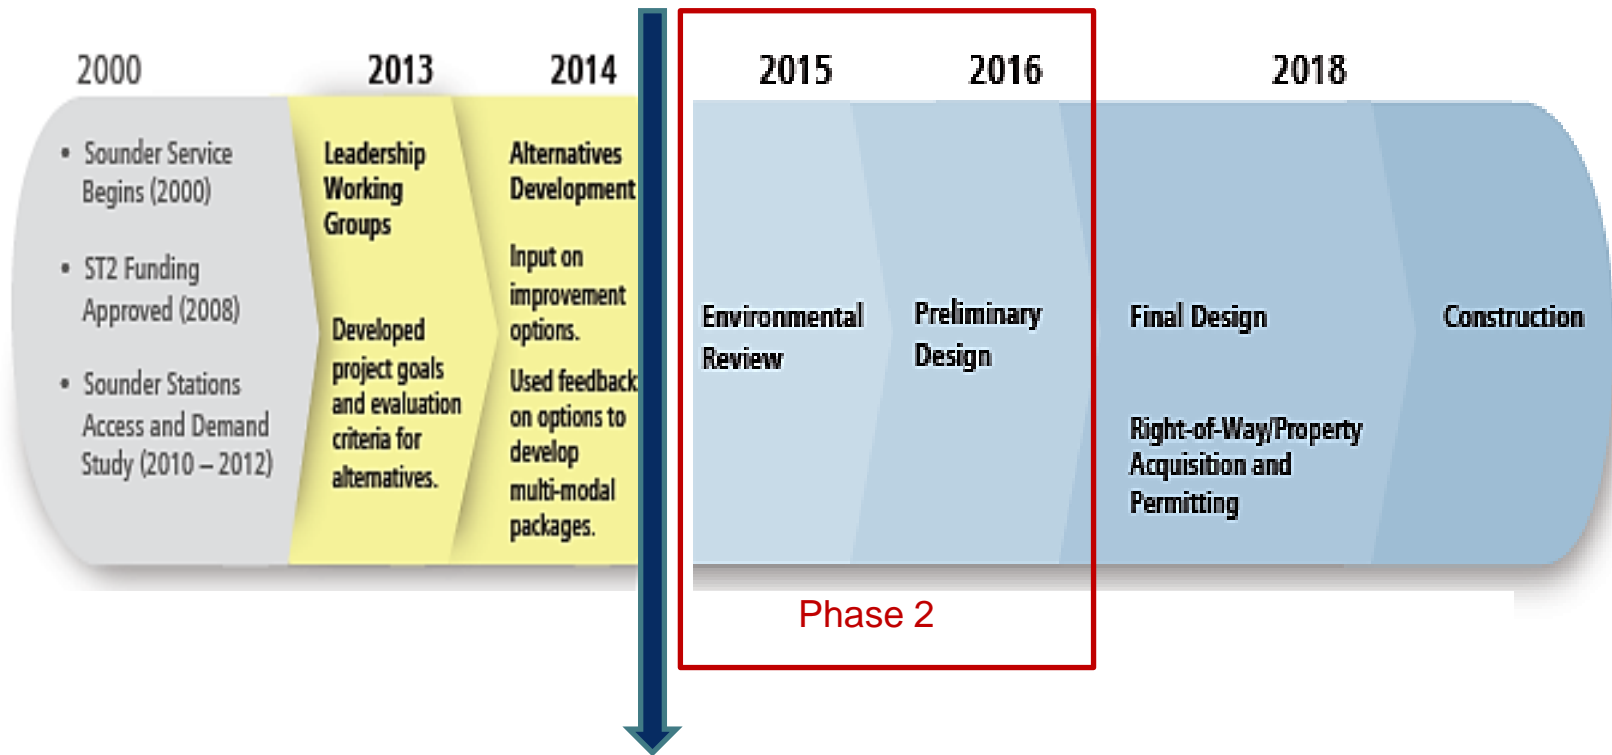 2000
• Sounder Service
Begins (2000)
• ST2 Funding
Approved (2008)
• Sounder Stations
Access and Demand
Study (2010 – 2012)
2013
Leadership
Working
Groups
Developed
project goals
and evaluation
criteria for
alternatives.
2014
Alternatives
Development
Input on
improvement
options.
Used feedback
on options to
develop
multi-modal
packages.
2015
Environmental
Review
2016
Preliminary
Design
Phase 2
2018
Final Design
Right-of-Way/Property
Acquisition and
Permitting
Construction